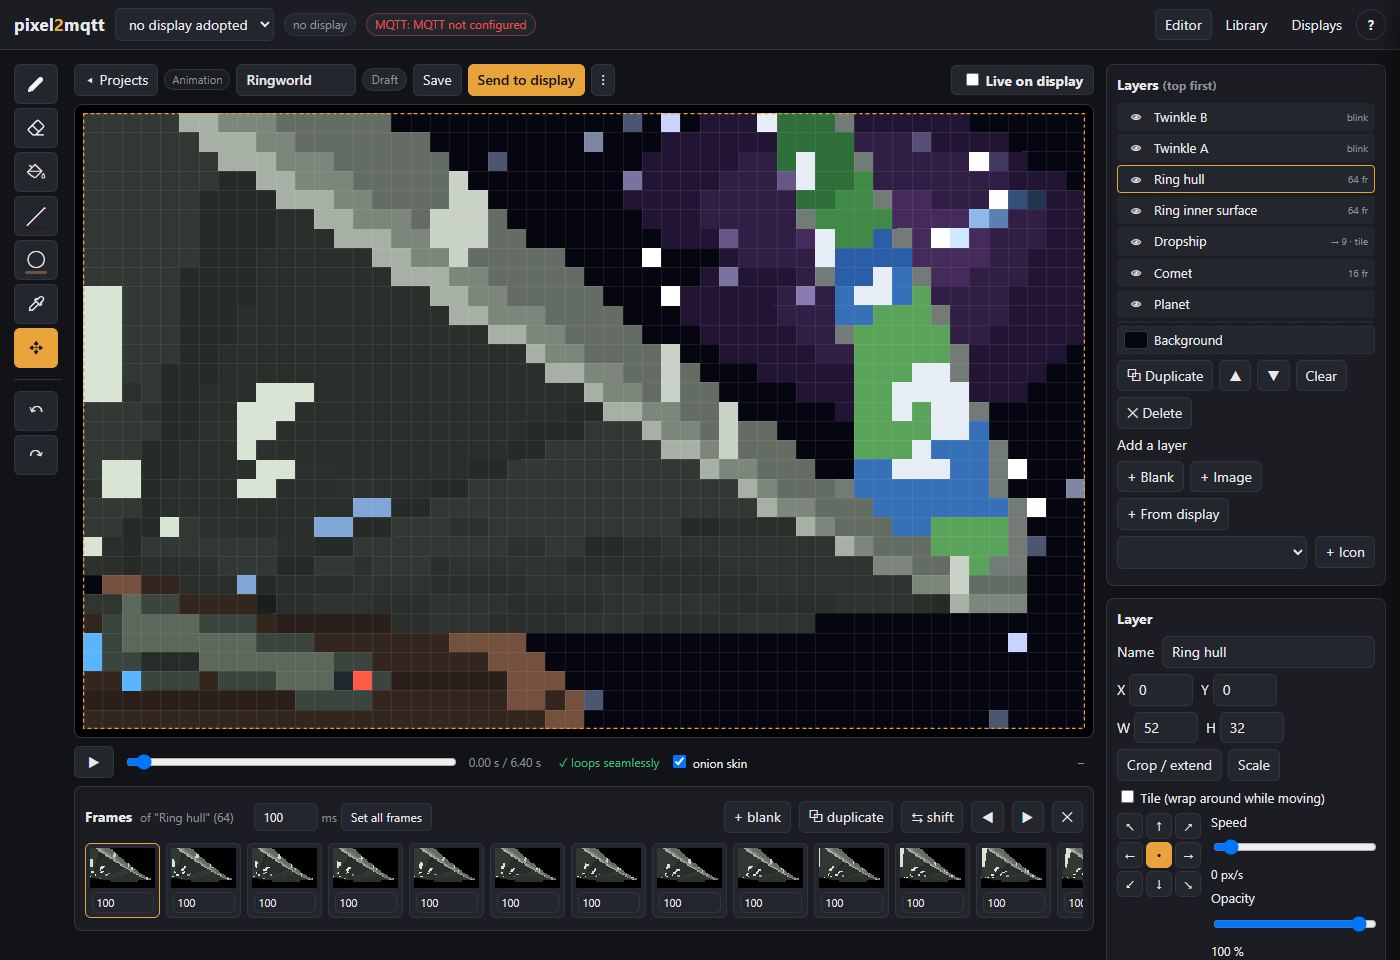 pixel2mqtt
no display adopted
no display
MQTT: MQTT not configured
Editor
Library
Displays
?
Projects
Animation
Ringworld
Draft
Save
Send to display
Live on display
Layers (top first)
Twinkle B
blink
Twinkle A
blink
Ring hull
64 fr
Ring inner surface
64 fr
Dropship
→ 9 · tile
Comet
16 fr
Planet
Background
Duplicate
Clear
Delete
Add a layer
+ Blank
+ Image
+ From display
+ Icon
Layer
Name
Ring hull
X 0
Y 0
W 52
H 32
Crop / extend
Scale
Tile (wrap around while moving)
Speed
0 px/s
Opacity
100 %
0.00 s / 6.40 s
✓ loops seamlessly
onion skin
–
Frames
of "Ring hull" (64)
100 ms
Set all frames
+ blank
duplicate
⇆ shift
100
100
100
100
100
100
100
100
100
100
100
100